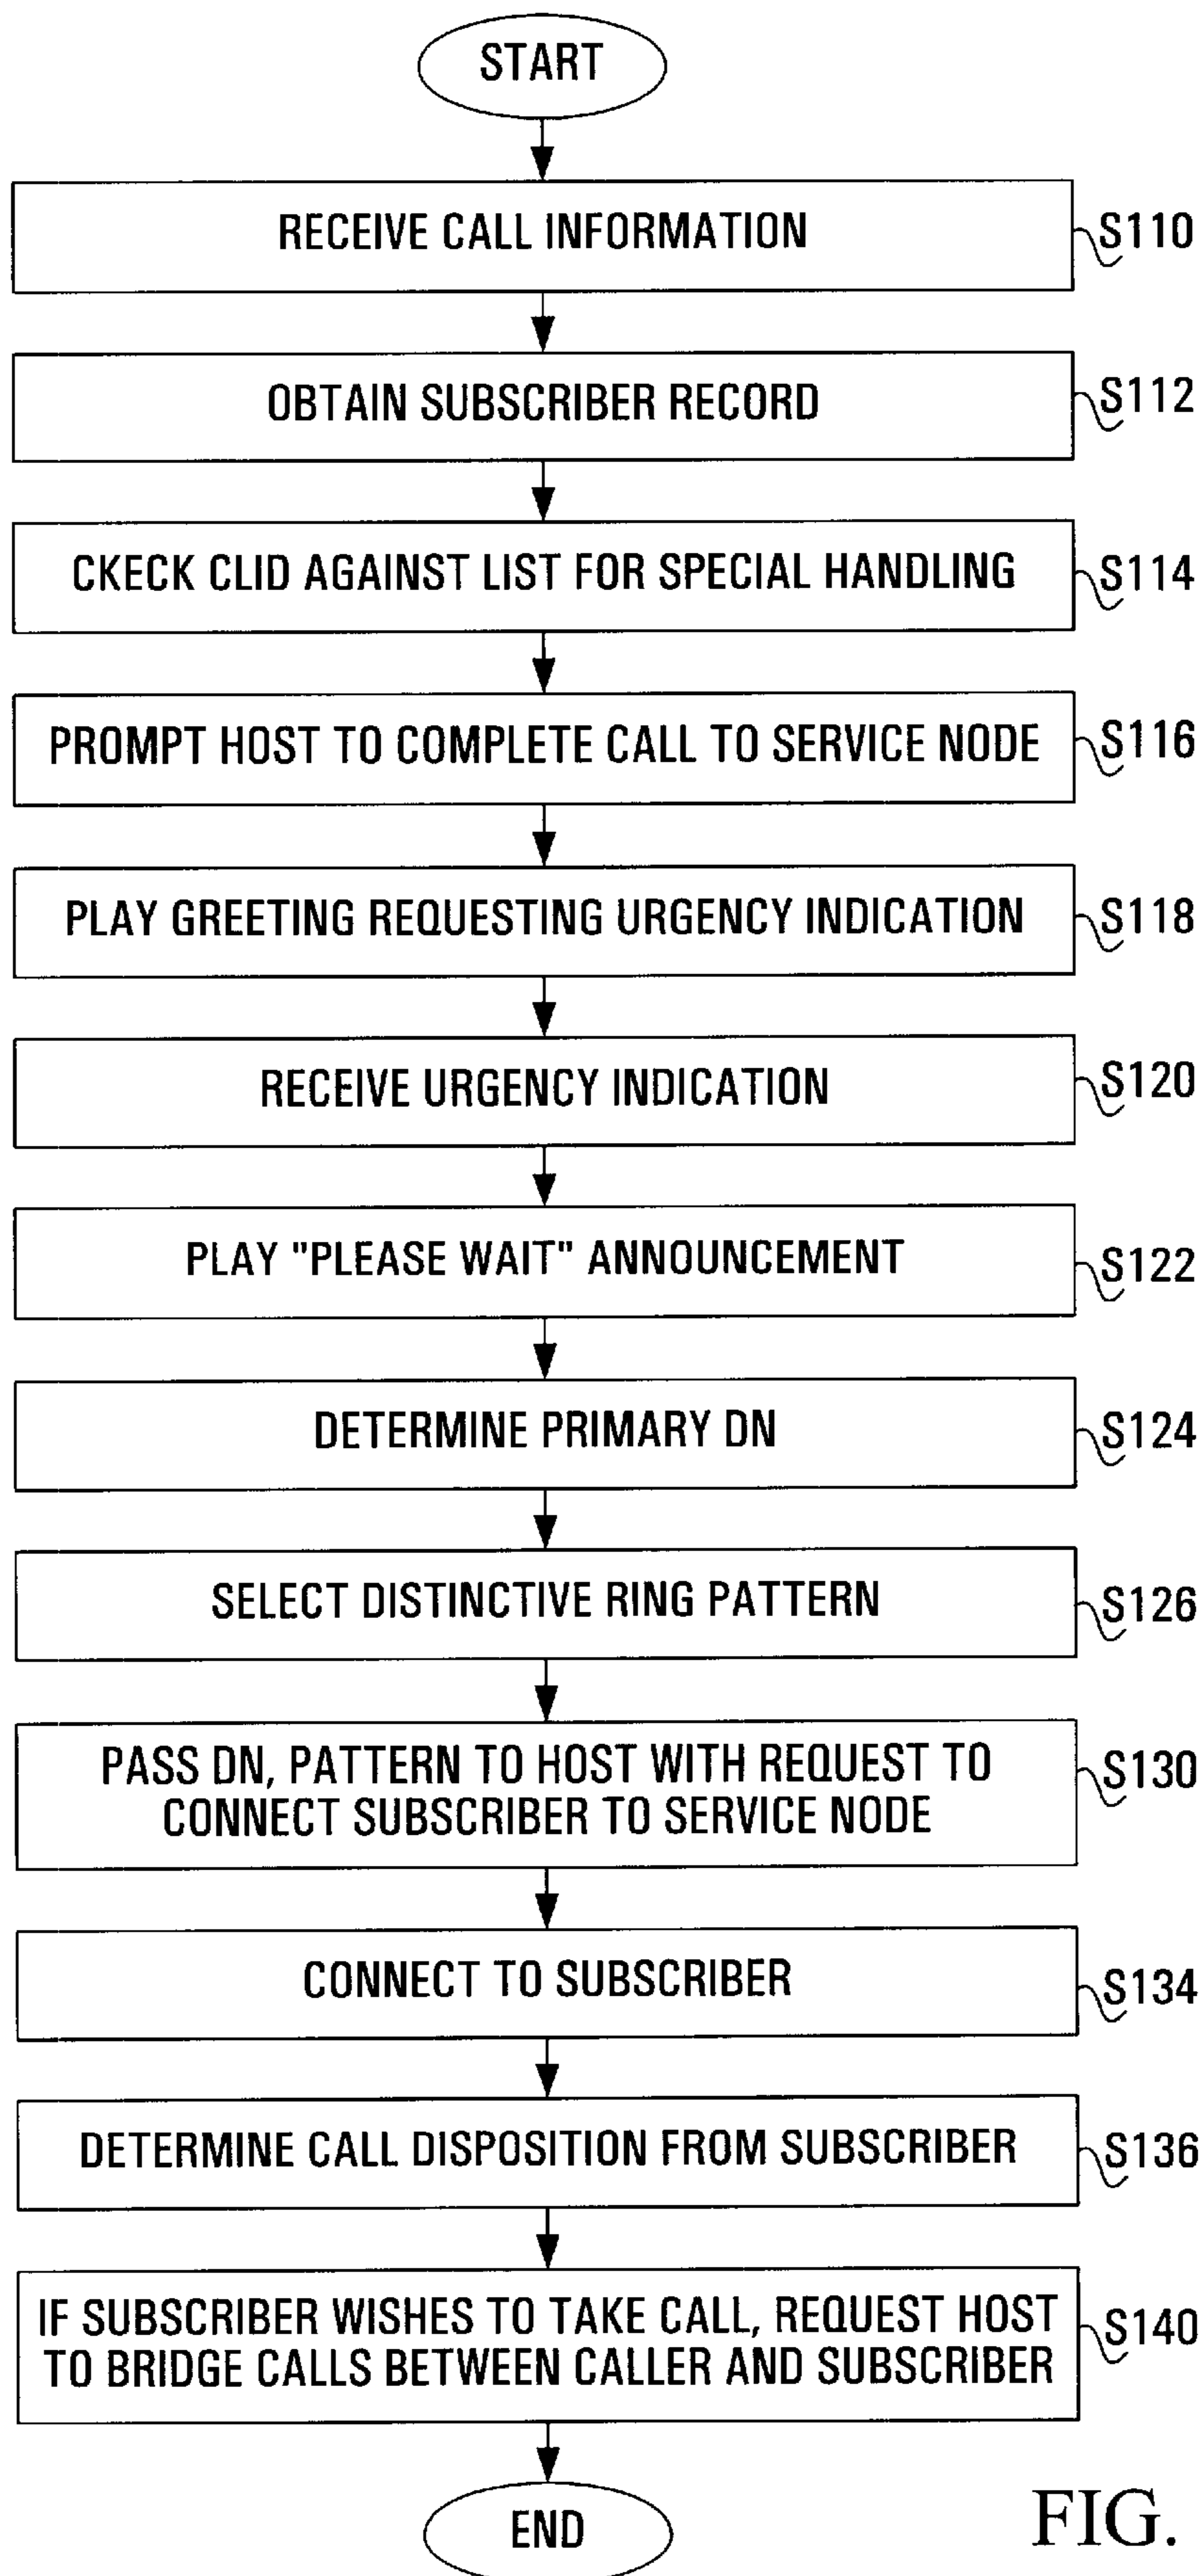 START
RECEIVE CALL INFORMATION
S110
OBTAIN SUBSCRIBER RECORD
S112
CKECK CLID AGAINST LIST FOR SPECIAL HANDLING
S114
PROMPT HOST TO COMPLETE CALL TO SERVICE NODE
S116
PLAY GREETING REQUESTING URGENCY INDICATION
S118
RECEIVE URGENCY INDICATION
S120
PLAY "PLEASE WAIT" ANNOUNCEMENT
S122
DETERMINE PRIMARY DN
S124
SELECT DISTINCTIVE RING PATTERN
S126
PASS DN, PATTERN TO HOST WITH REQUEST TO
CONNECT SUBSCRIBER TO SERVICE NODE
S130
CONNECT TO SUBSCRIBER
S134
DETERMINE CALL DISPOSITION FROM SUBSCRIBER
S136
IF SUBSCRIBER WISHES TO TAKE CALL, REQUEST HOST
TO BRIDGE CALLS BETWEEN CALLER AND SUBSCRIBER
S140
END
FIG.